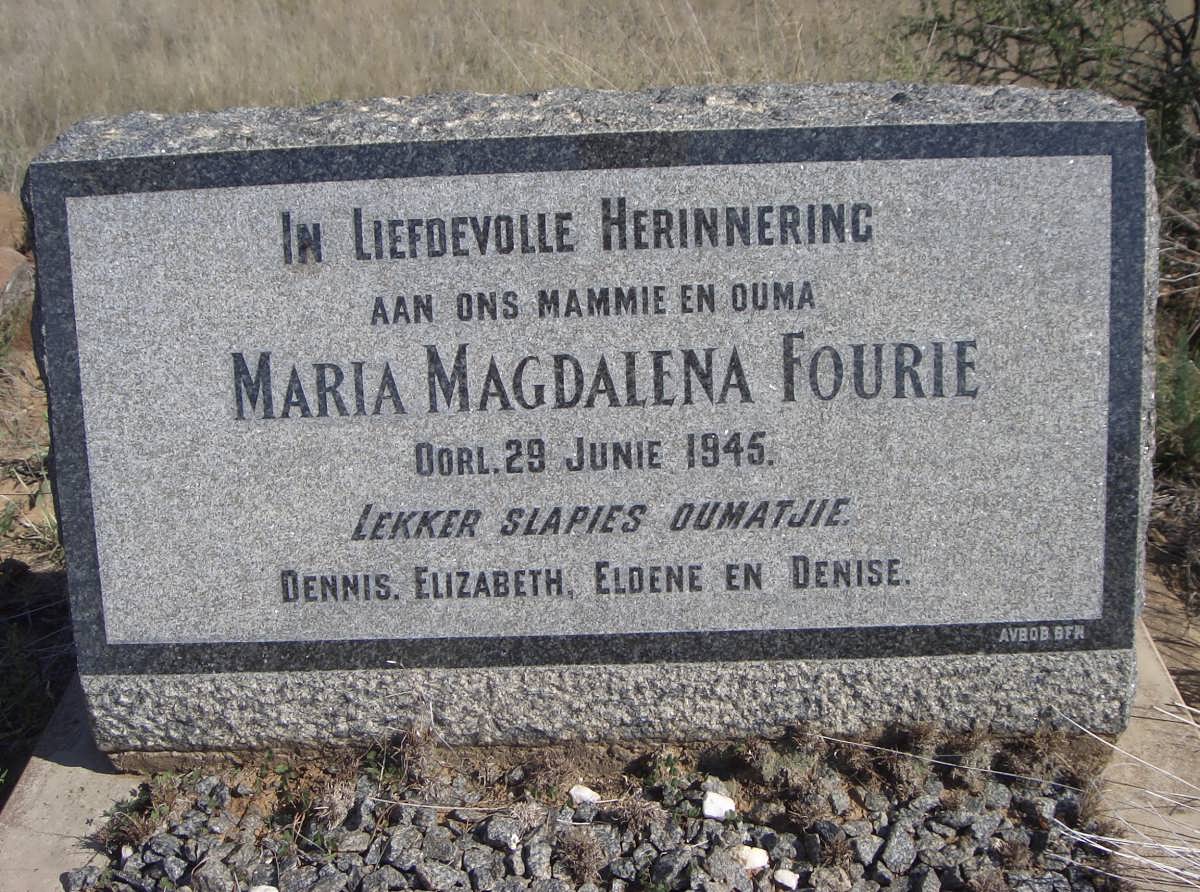 In Liefdevolle Herinnering
aan ons mammie en ouma
Maria Magdalena Fourie
Oorl. 29 Junie 1945.
Lekker slapies oumatjie.
Dennis. Elizabeth, Eldene en Denise.
AVBOB BFN